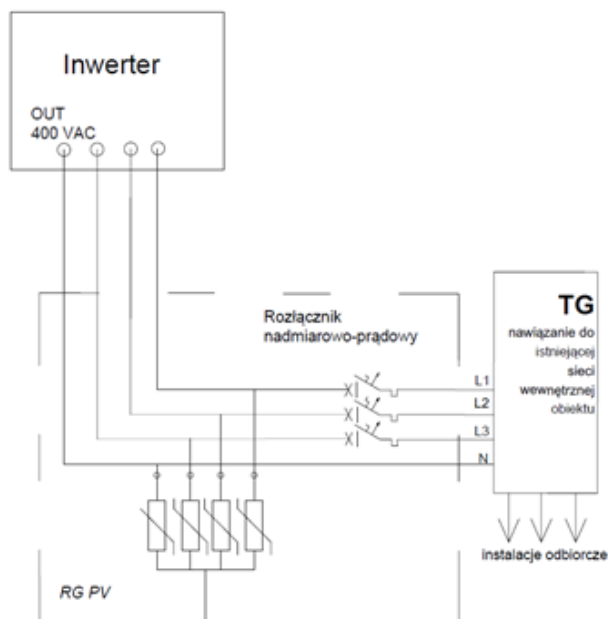 Inwerter
OUT
400 VAC
Rozłącznik
nadmiarowo-prądowy
TG
nawiązanie do
istniejącej
sieci
wewnętrznej
obiektu
L1
L2
L3
N
instalacje odbiorcze
RG PV